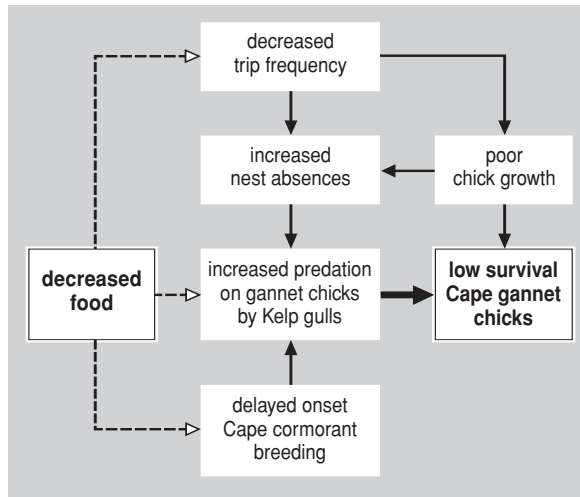 decreased
trip frequency
increased
nest absences
poor
chick growth
decreased
food
increased predation
on gannet chicks
by Kelp gulls
low survival
Cape gannet
chicks
delayed onset
Cape cormorant
breeding